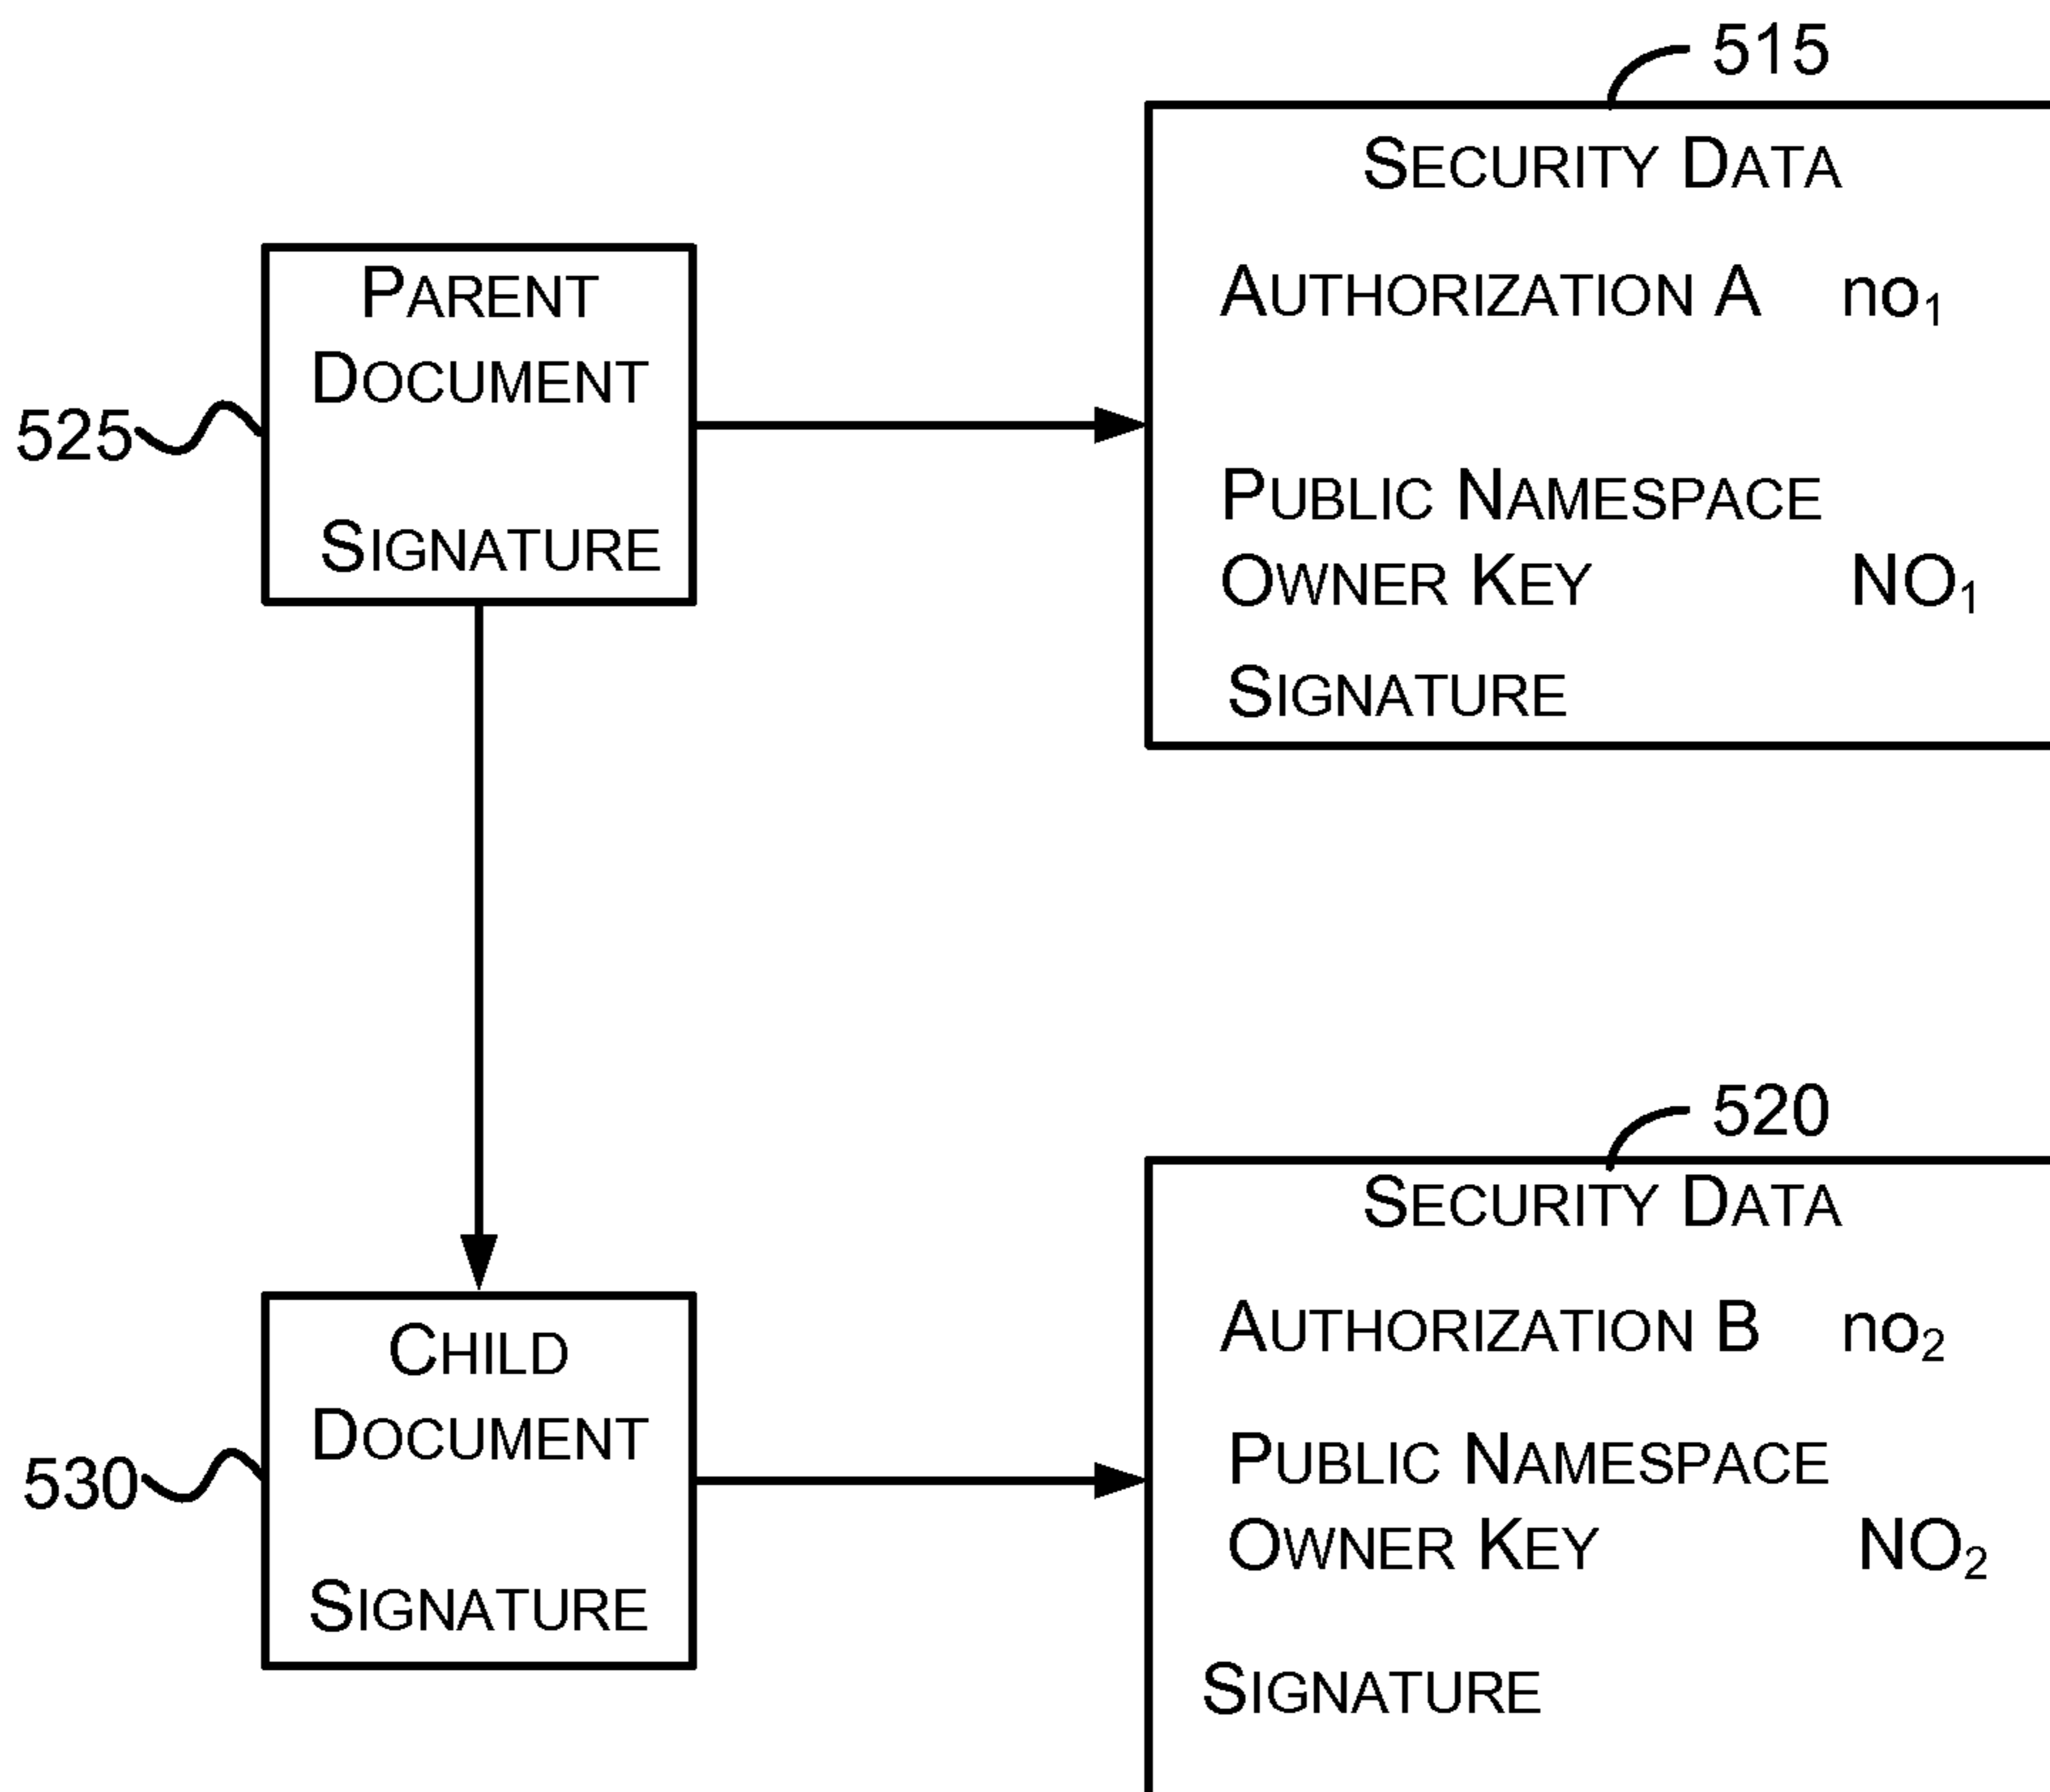 515
SECURITY DATA
AUTHORIZATION A no₁
PUBLIC NAMESPACE
OWNER KEY NO₁
SIGNATURE
PARENT
DOCUMENT
SIGNATURE
525
520
SECURITY DATA
AUTHORIZATION B no₂
PUBLIC NAMESPACE
OWNER KEY NO₂
SIGNATURE
CHILD
DOCUMENT
SIGNATURE
530